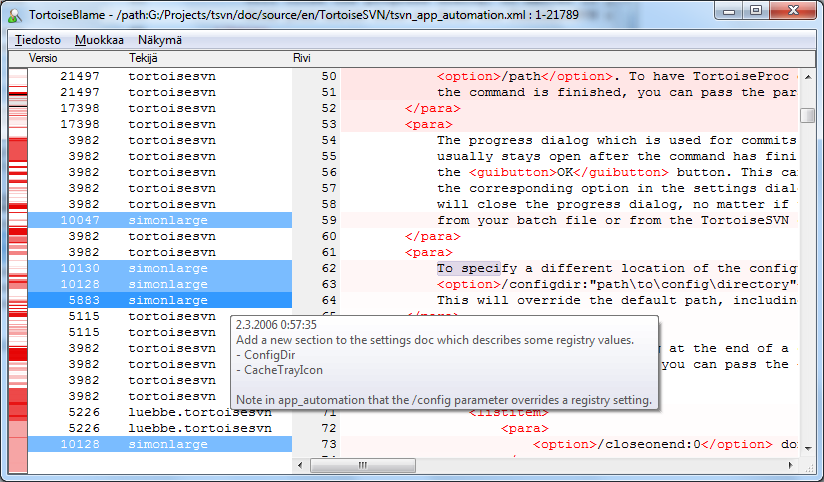 TortoiseBlame - /path:G:/Projects/tsvn/doc/source/en/TortoiseSVN/tsvn_app_automation.xml : 1-21789
Tiedosto Muokkaa Näkymä
Versio Tekijä Rivi
21497 tortoisesvn 50 <option>/path</option>. To have TortoiseProc
21497 tortoisesvn 51 the command is finished, you can pass the par
17398 tortoisesvn 52 </para>
17398 tortoisesvn 53 <para>
3982 tortoisesvn 54 The progress dialog which is used for commits
3982 tortoisesvn 55 usually stays open after the command has fini
3982 tortoisesvn 56 the <guibutton>OK</guibutton> button. This ca
3982 tortoisesvn 57 the corresponding option in the settings dial
3982 tortoisesvn 58 will close the progress dialog, no matter if
10047 simonlarge 59 from your batch file or from the TortoiseSVN
3982 tortoisesvn 60 </para>
3982 tortoisesvn 61 <para>
10130 simonlarge 62 To specify a different location of the config
10128 simonlarge 63 <option>/configdir:"path\to\config\directory"
5883 simonlarge 64 This will override the default path, includin
5115 tortoisesvn
5115 tortoisesvn
3982 tortoisesvn g at the end of a
3982 tortoisesvn you can pass the
3982 tortoisesvn
3982 tortoisesvn
2.3.2006 0:57:35
Add a new section to the settings doc which describes some registry values.
- ConfigDir
- CacheTrayIcon
Note in app_automation that the /config parameter overrides a registry setting.
5226 luebbe.tortoisesvn 71 <listitem>
5226 luebbe.tortoisesvn 72 <para>
10128 simonlarge 73 <option>/closeonend:0</option> do